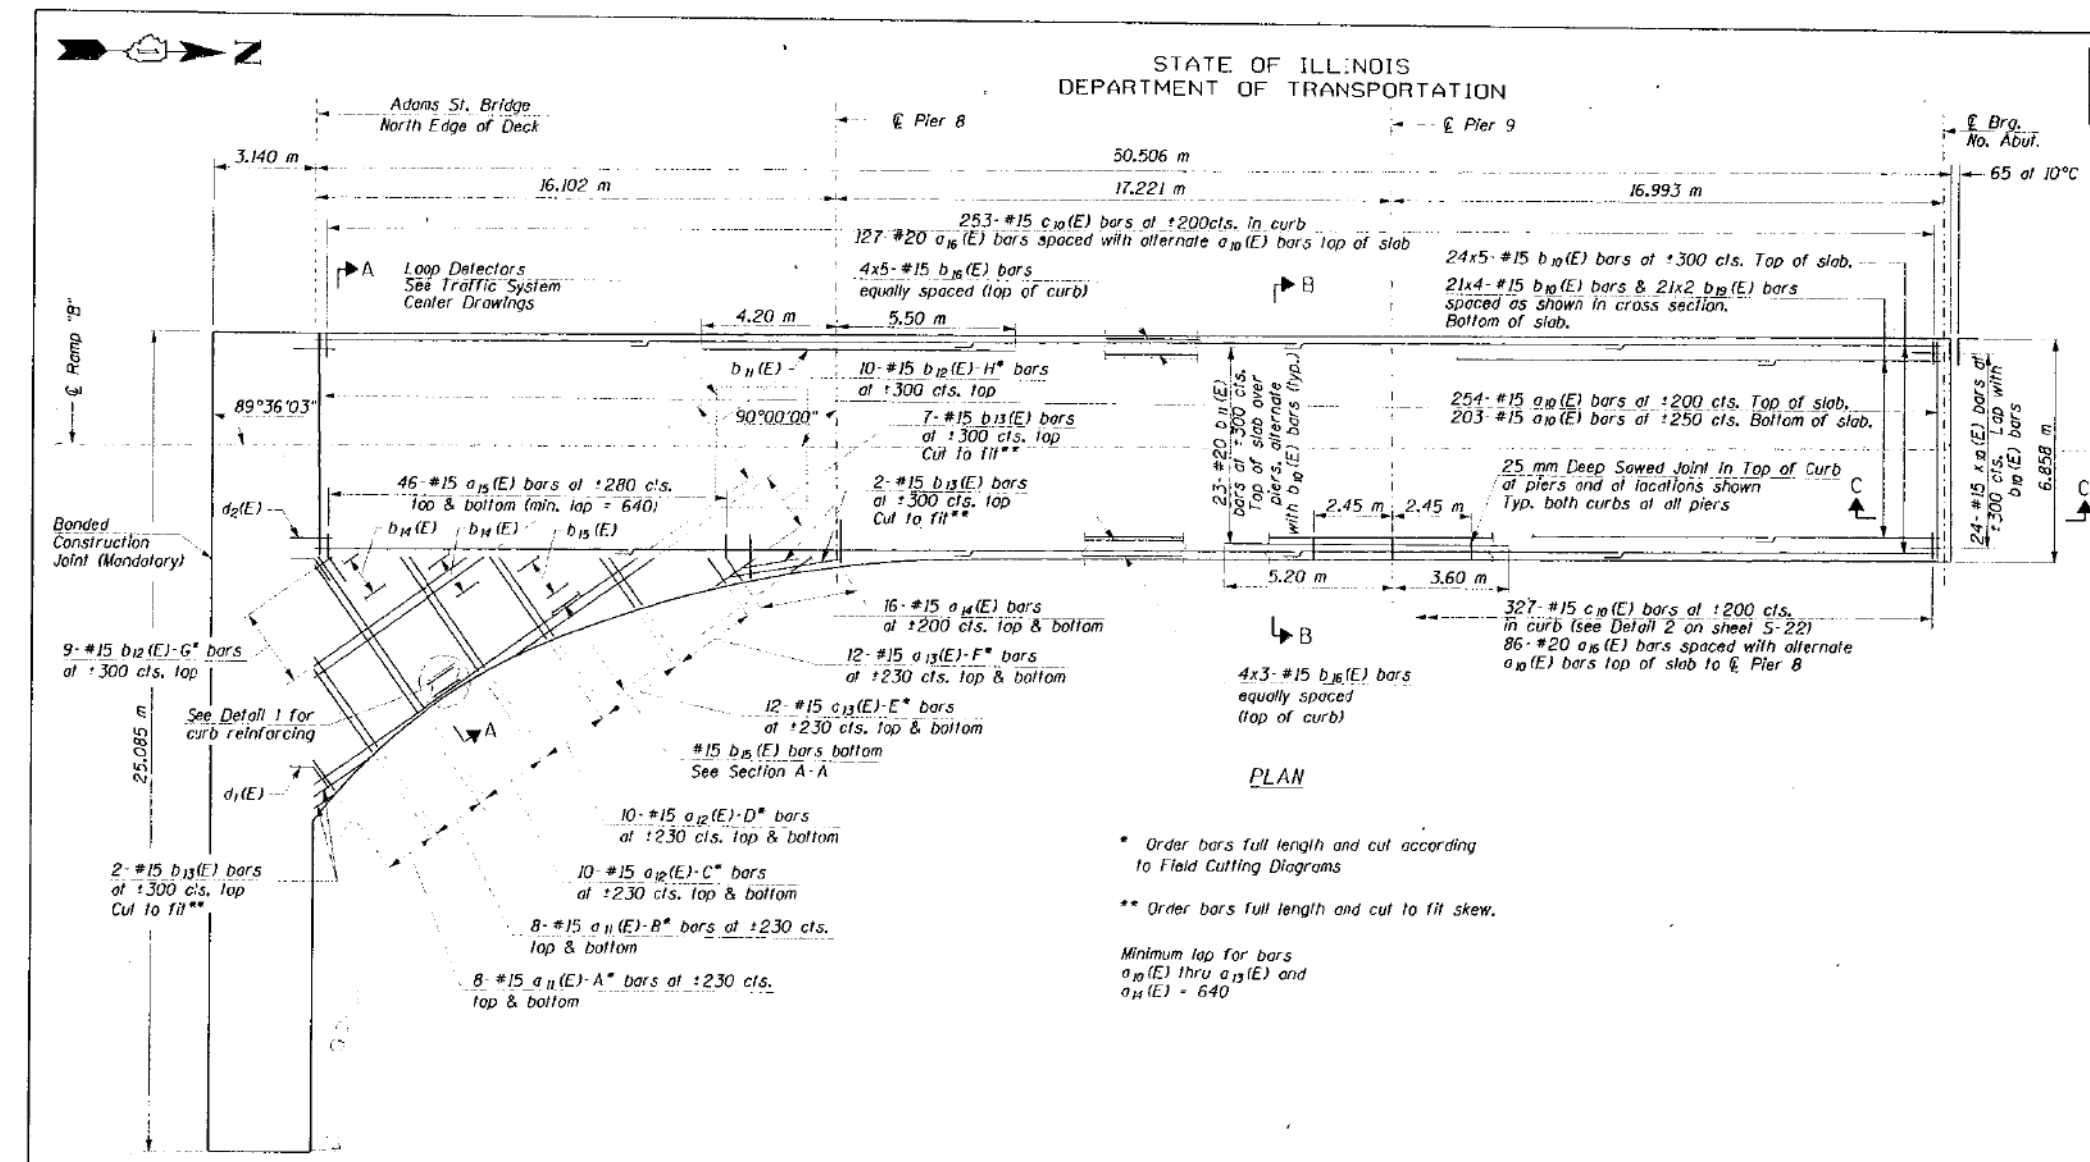 N
STATE OF ILLINOIS
DEPARTMENT OF TRANSPORTATION
Adams St. Bridge
North Edge of Deck
℄ Pier 8
℄ Pier 9
℄ Brg.
No. Abut.
3.140 m
50.506 m
65 at 10°C
16.102 m
17.221 m
16.993 m
253-#15 c10(E) bars at ±200cts. in curb
127-#20 a16(E) bars spaced with alternate a10(E) bars top of slab
A
Loop Detectors
See Traffic System
Center Drawings
4x5-#15 b16(E) bars
equally spaced (top of curb)
B
24x5-#15 b10(E) bars at ±300 cts. Top of slab.
21x4-#15 b10(E) bars & 21x2 b19(E) bars
spaced as shown in cross section.
Bottom of slab.
℄ Ramp "B"
4.20 m
5.50 m
b11(E)
10-#15 b12(E)-H* bars
at ±300 cts. top
89°36'03"
90°00'00"
7-#15 b13(E) bars
at ±300 cts. top
Cut to fit**
23-#20 b11(E)
bars at ±300 cts.
Top of slab over
piers, alternate
with b10(E) bars (typ.)
254-#15 a10(E) bars at ±200 cts. Top of slab.
203-#15 a10(E) bars at ±250 cts. Bottom of slab.
24-#15 x10(E) bars at
±300 cts. Lap with
b10(E) bars
6.858 m
46-#15 a15(E) bars at ±280 cts.
top & bottom (min. lap = 640)
2-#15 b13(E) bars
at ±300 cts. top
Cut to fit**
25 mm Deep Sawed Joint In Top of Curb
at piers and at locations shown
Typ. both curbs at all piers
C
C
d2(E)
b14(E)
b14(E)
b15(E)
2.45 m
2.45 m
Bonded
Construction
Joint (Mandatory)
5.20 m
3.60 m
16-#15 a14(E) bars
at ±200 cts. top & bottom
327-#15 c10(E) bars at ±200 cts.
in curb (see Detail 2 on sheet S-22)
86-#20 a16(E) bars spaced with alternate
a10(E) bars top of slab to ℄ Pier 8
B
9-#15 b12(E)-G* bars
at ±300 cts. top
12-#15 a13(E)-F* bars
at ±230 cts. top & bottom
4x3-#15 b16(E) bars
equally spaced
(top of curb)
See Detail 1 for
curb reinforcing
A
12-#15 a13(E)-E* bars
at ±230 cts. top & bottom
25.085 m
#15 b15(E) bars bottom
See Section A-A
PLAN
d1(E)
10-#15 a12(E)-D* bars
at ±230 cts. top & bottom
* Order bars full length and cut according
to Field Cutting Diagrams
2-#15 b13(E) bars
at ±300 cts. top
Cut to fit**
10-#15 a12(E)-C* bars
at ±230 cts. top & bottom
** Order bars full length and cut to fit skew.
8-#15 a11(E)-B* bars at ±230 cts.
top & bottom
Minimum lap for bars
a10(E) thru a13(E) and
a14(E) = 640
8-#15 a11(E)-A* bars at ±230 cts.
top & bottom